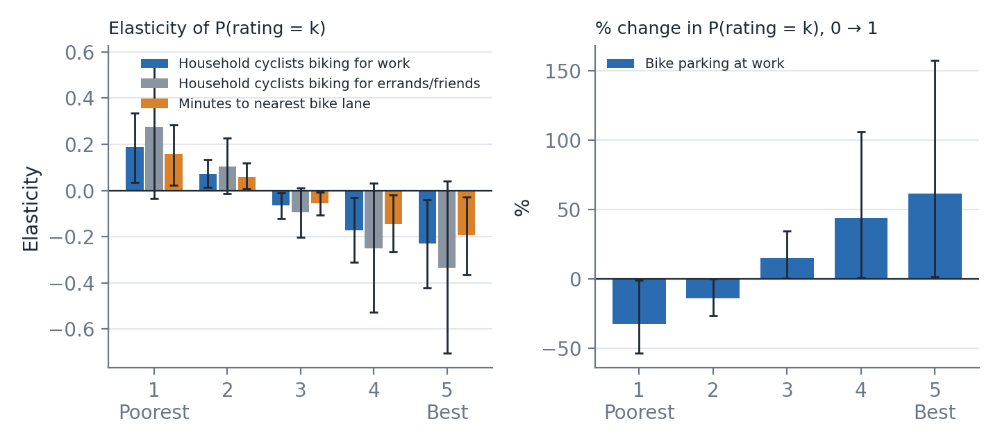 Elasticity of P(rating = k)
Household cyclists biking for work
Household cyclists biking for errands/friends
Minutes to nearest bike lane
Elasticity
0.6
0.4
0.2
0.0
−0.2
−0.4
−0.6
1
2
3
4
5
Poorest
Best
% change in P(rating = k), 0 → 1
Bike parking at work
%
150
100
50
0
−50
1
2
3
4
5
Poorest
Best